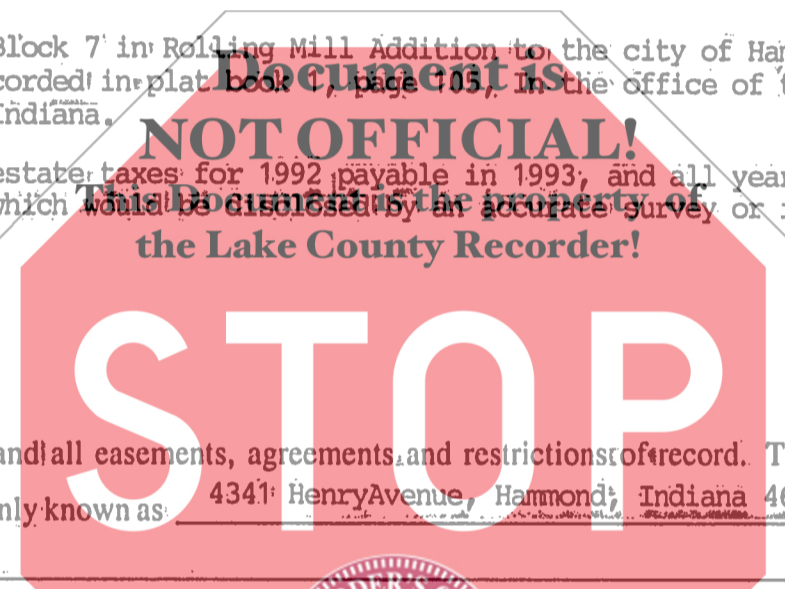 Block 7 in Rolling Mill Addition to the city of Ham
Document is
corded in plat book 1, page 105, in the office of t
Indiana.
NOT OFFICIAL!
estate taxes for 1992 payable in 1993, and all year
This Document is the property of
which would be disclosed by an accurate survey or i
the Lake County Recorder!
STOP
and all easements, agreements and restrictions of record. T
nly known as 4341 HenryAvenue, Hammond, Indiana 46